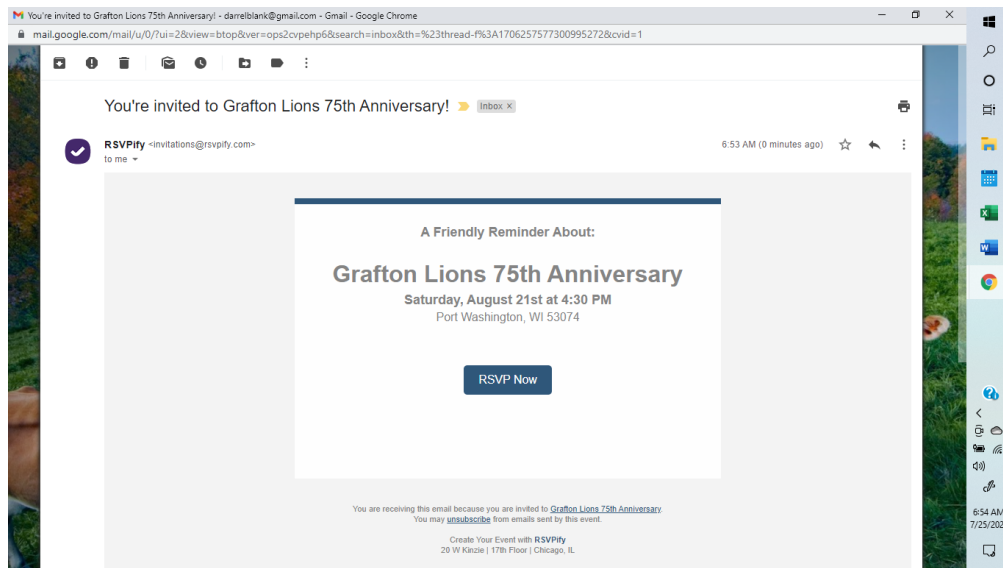 You're invited to Grafton Lions 75th Anniversary! - darrelblank@gmail.com - Gmail - Google Chrome
mail.google.com/mail/u/0/?ui=2&view=btop&ver=ops2cvpehp6&search=inbox&th=%23thread-f%3A1706257577300995272&cvid=1
You're invited to Grafton Lions 75th Anniversary! Inbox ×
RSVPify <invitations@rsvpify.com> 6:53 AM (0 minutes ago)
to me
A Friendly Reminder About:
Grafton Lions 75th Anniversary
Saturday, August 21st at 4:30 PM
Port Washington, WI 53074
RSVP Now
You are receiving this email because you are invited to Grafton Lions 75th Anniversary.
You may unsubscribe from emails sent by this event.
Create Your Event with RSVPify
20 W Kinzie | 17th Floor | Chicago, IL
6:54 AM
7/25/202